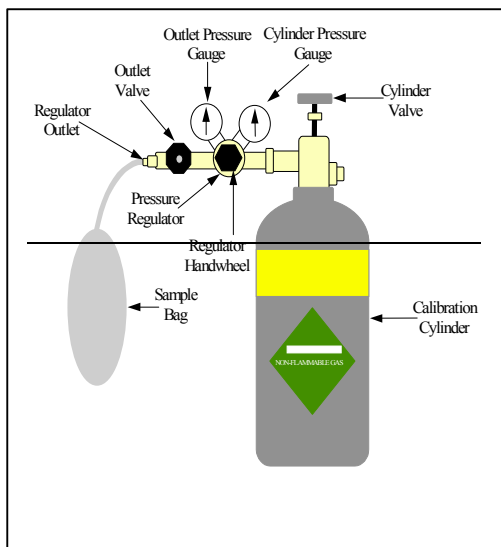 Outlet Pressure
Gauge
Cylinder Pressure
Gauge
Outlet
Valve
Cylinder
Valve
Regulator
Outlet
Pressure
Regulator
Regulator
Handwheel
Sample
Bag
Calibration
Cylinder
NON-FLAMMABLE GAS